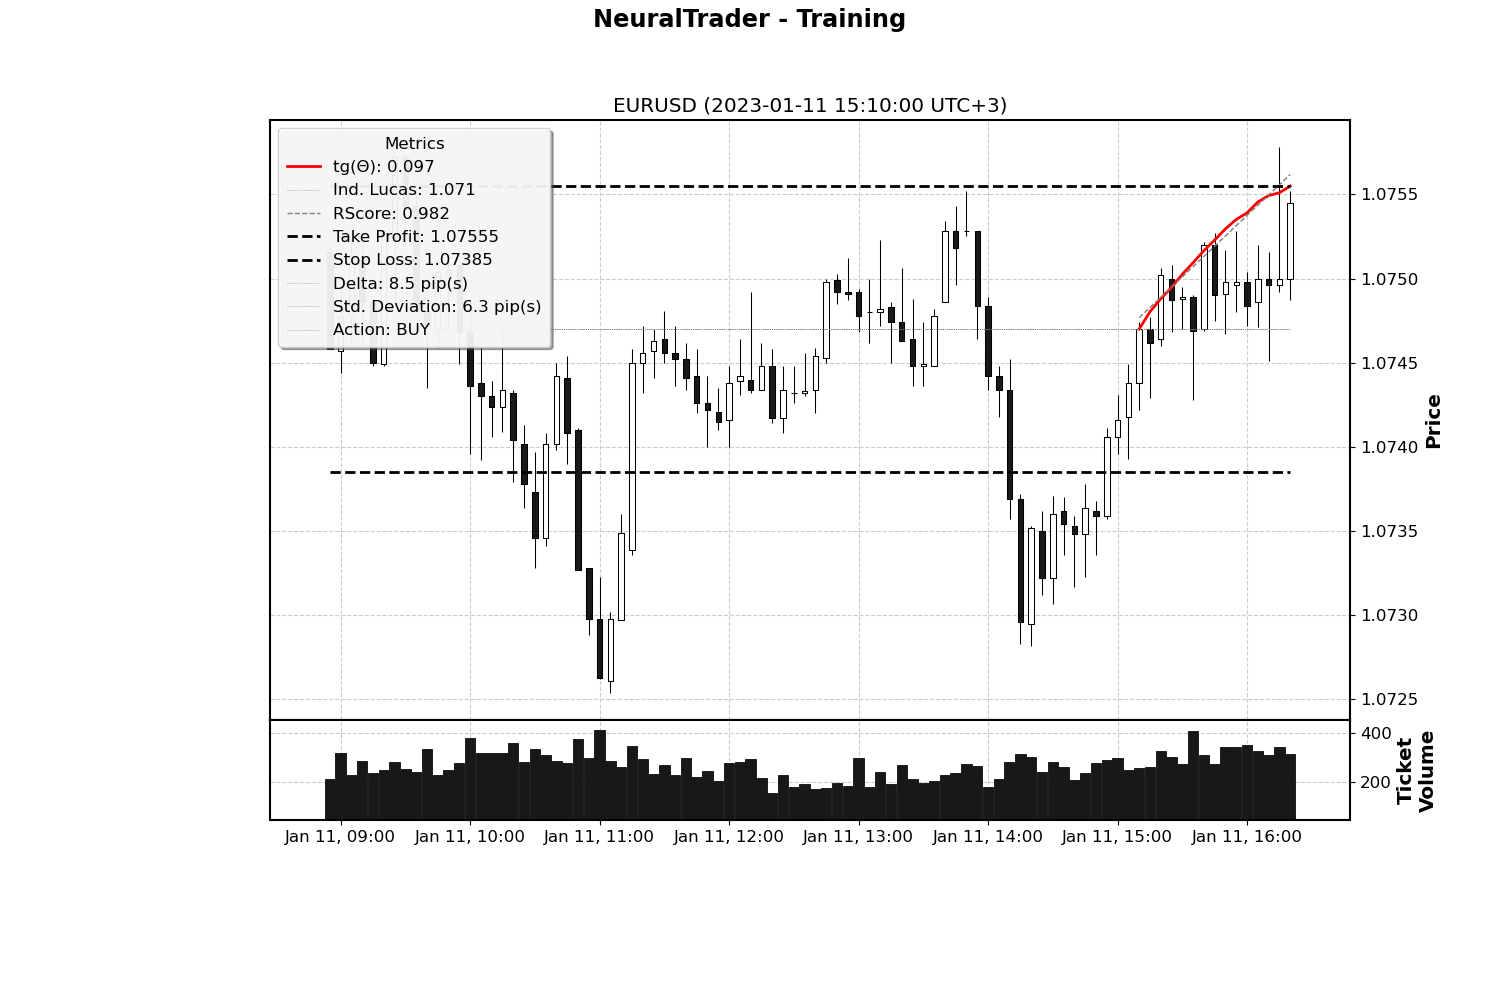 NeuralTrader - Training
EURUSD (2023-01-11 15:10:00 UTC+3)
Metrics
tg(Θ): 0.097
Ind. Lucas: 1.071
RScore: 0.982
Take Profit: 1.07555
Stop Loss: 1.07385
Delta: 8.5 pip(s)
Std. Deviation: 6.3 pip(s)
Action: BUY
1.0755
1.0750
1.0745
1.0740
1.0735
1.0730
1.0725
Price
400
200
Ticket
Volume
Jan 11, 09:00
Jan 11, 10:00
Jan 11, 11:00
Jan 11, 12:00
Jan 11, 13:00
Jan 11, 14:00
Jan 11, 15:00
Jan 11, 16:00